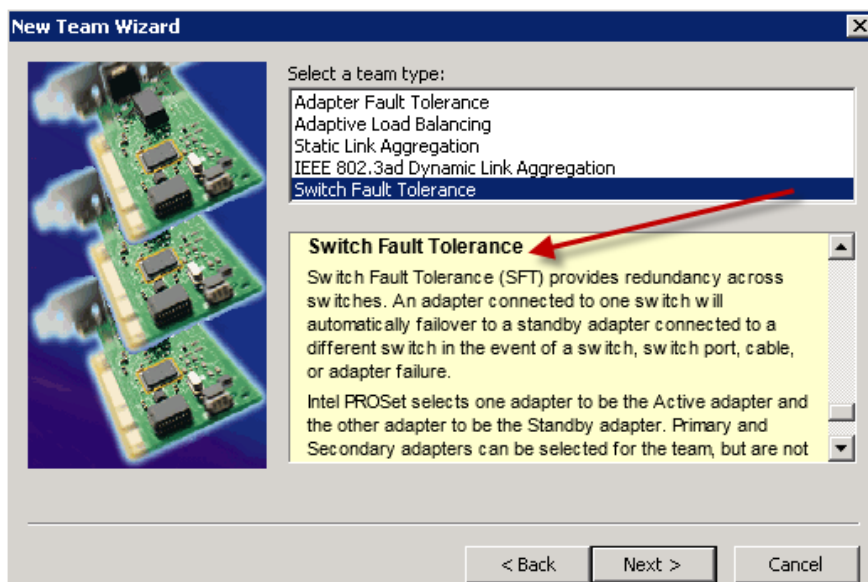 New Team Wizard
Select a team type:
Adapter Fault Tolerance
Adaptive Load Balancing
Static Link Aggregation
IEEE 802.3ad Dynamic Link Aggregation
Switch Fault Tolerance
Switch Fault Tolerance
Switch Fault Tolerance (SFT) provides redundancy across
switches. An adapter connected to one switch will
automatically failover to a standby adapter connected to a
different switch in the event of a switch, switch port, cable,
or adapter failure.
Intel PROSet selects one adapter to be the Active adapter and
the other adapter to be the Standby adapter. Primary and
Secondary adapters can be selected for the team, but are not
< Back
Next >
Cancel